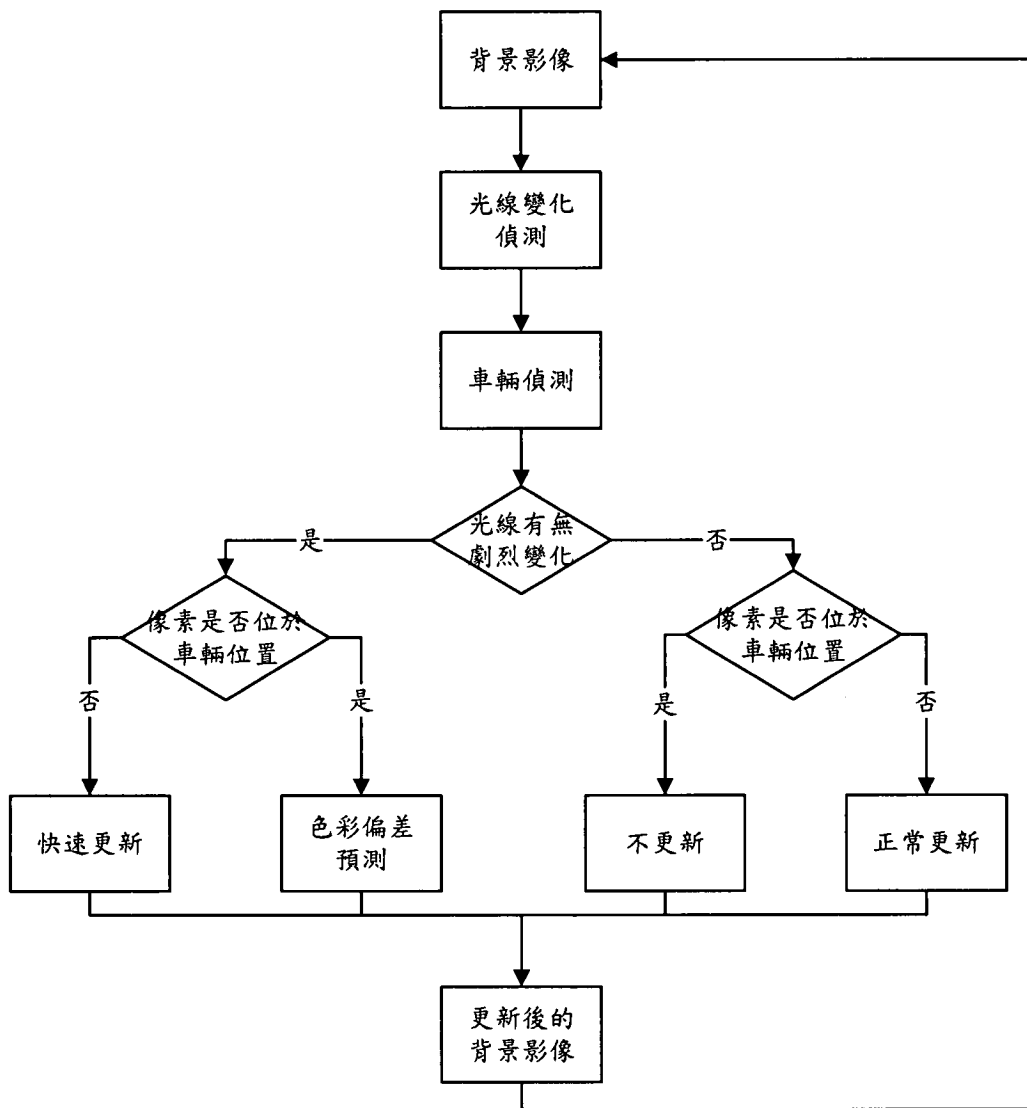 背景影像
光線變化
偵測
車輛偵測
光線有無
劇烈變化
是
否
像素是否位於
車輛位置
像素是否位於
車輛位置
否
是
是
否
快速更新
色彩偏差
預測
不更新
正常更新
更新後的
背景影像